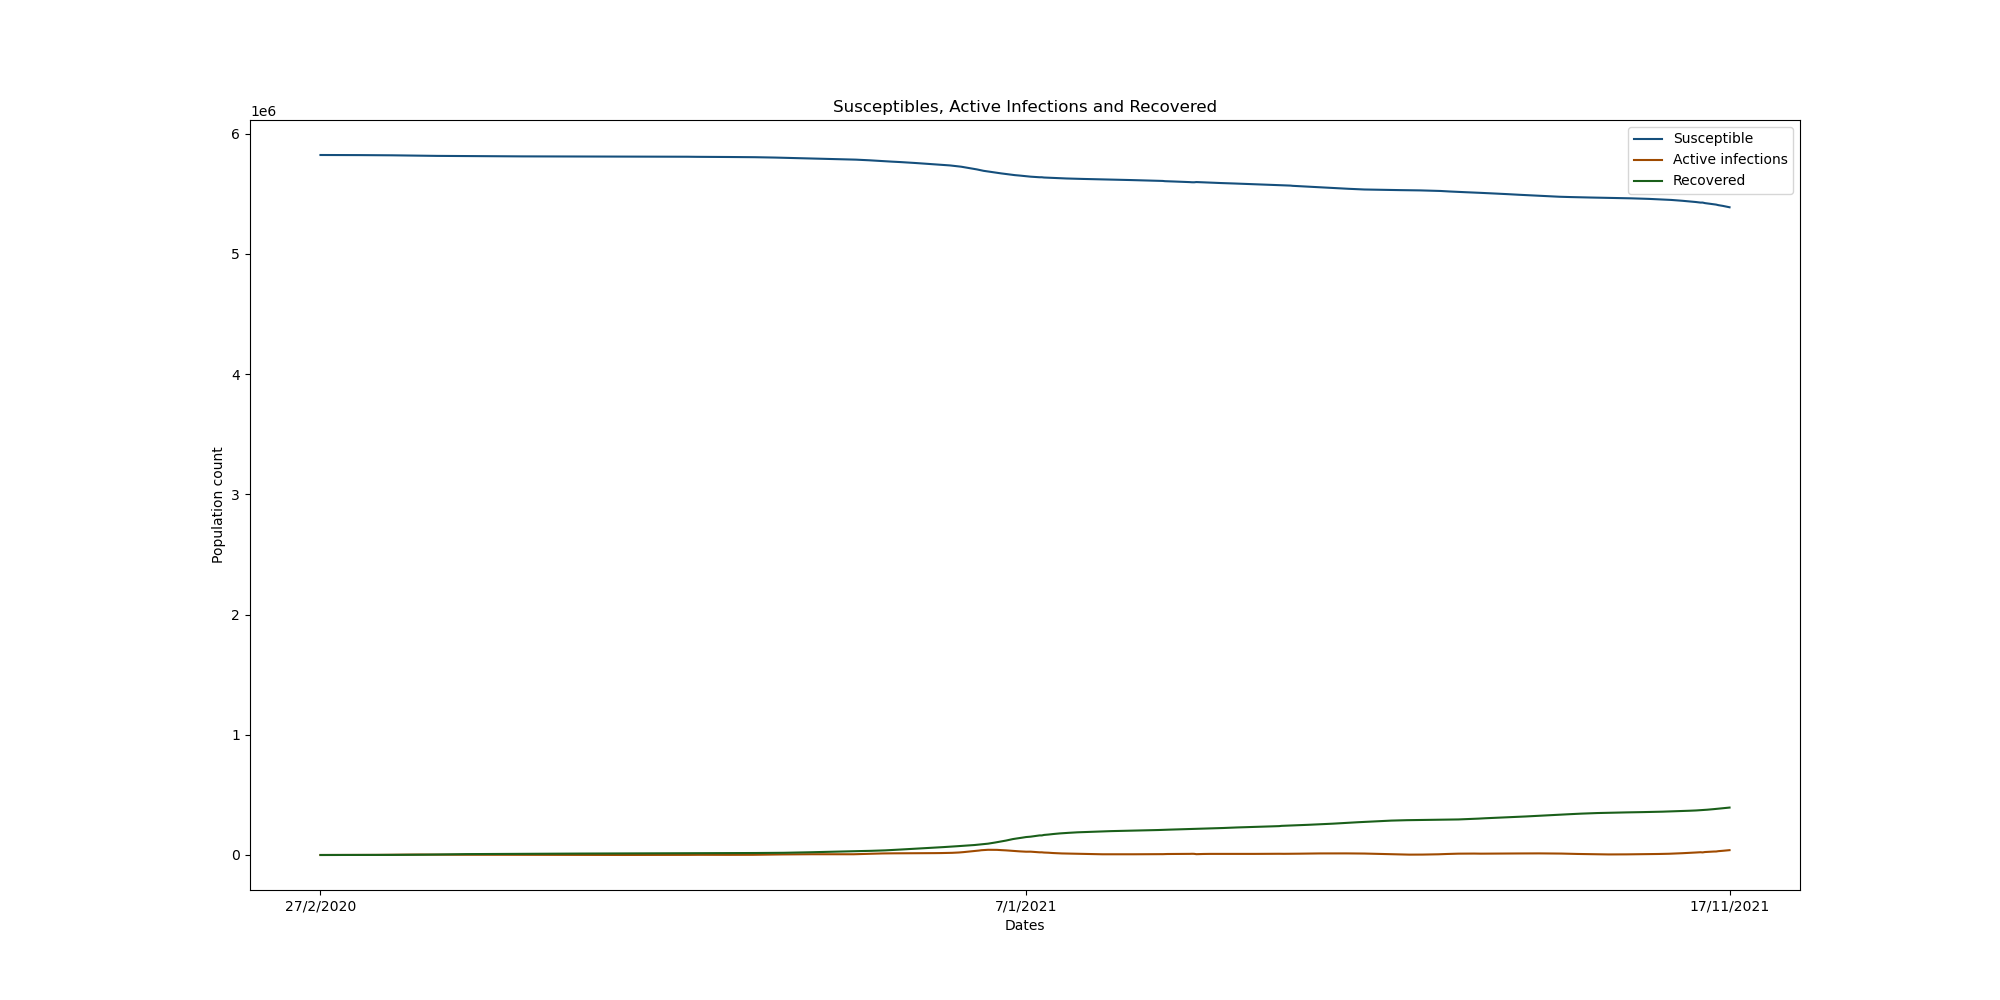 Susceptibles, Active Infections and Recovered
1e6
6
5
4
3
2
1
0
Population count
Susceptible
Active infections
Recovered
27/2/2020 7/1/2021 17/11/2021
Dates